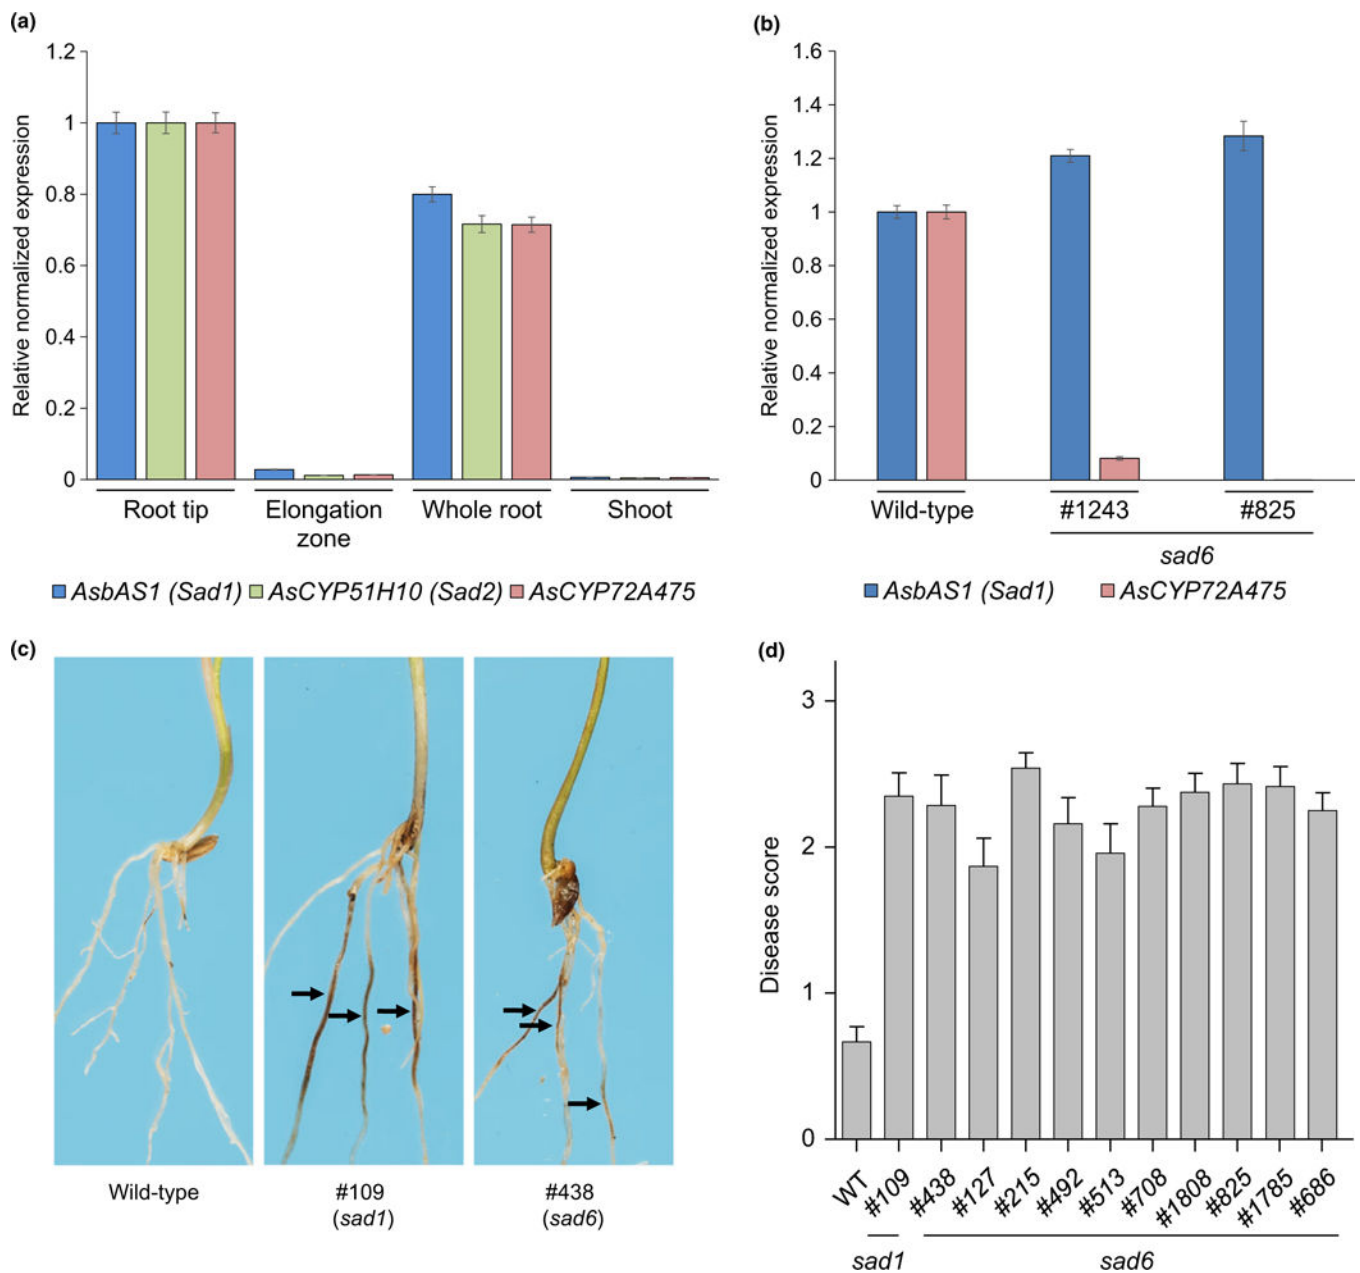 (a)
1.2
1
0.8
0.6
0.4
0.2
0
Relative normalized expression
Root tip
Elongation
zone
Whole root
Shoot
AsbAS1 (Sad1) AsCYP51H10 (Sad2) AsCYP72A475
(b)
1.6
1.4
1.2
1
0.8
0.6
0.4
0.2
0
Relative normalized expression
Wild-type
#1243
#825
sad6
AsbAS1 (Sad1) AsCYP72A475
(c)
Wild-type
#109
(sad1)
#438
(sad6)
(d)
3
2
1
0
Disease score
WT
#109
#438
#127
#215
#492
#513
#708
#1808
#825
#1785
#686
sad1
sad6